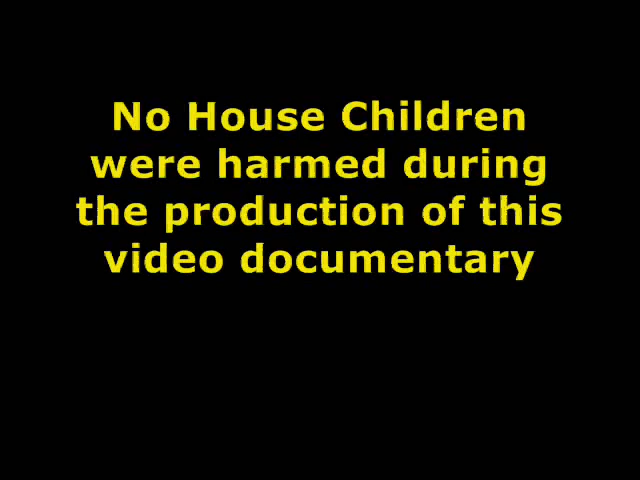 No House Children
were harmed during
the production of this
video documentary